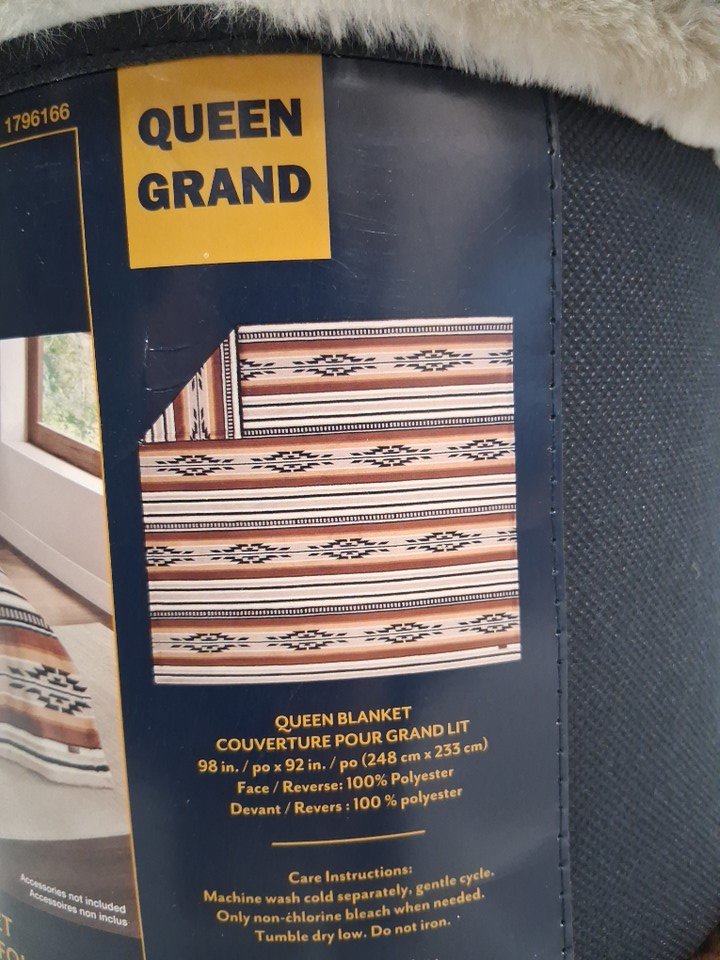 1796166
QUEEN
GRAND
QUEEN BLANKET
COUVERTURE POUR GRAND LIT
98 in. / po x 92 in. / po (248 cm x 233 cm)
Face / Reverse: 100% Polyester
Devant / Revers : 100 % polyester
Care Instructions:
Machine wash cold separately, gentle cycle.
Only non-chlorine bleach when needed.
Tumble dry low. Do not iron.
Accessories not included
Accessoires non inclus